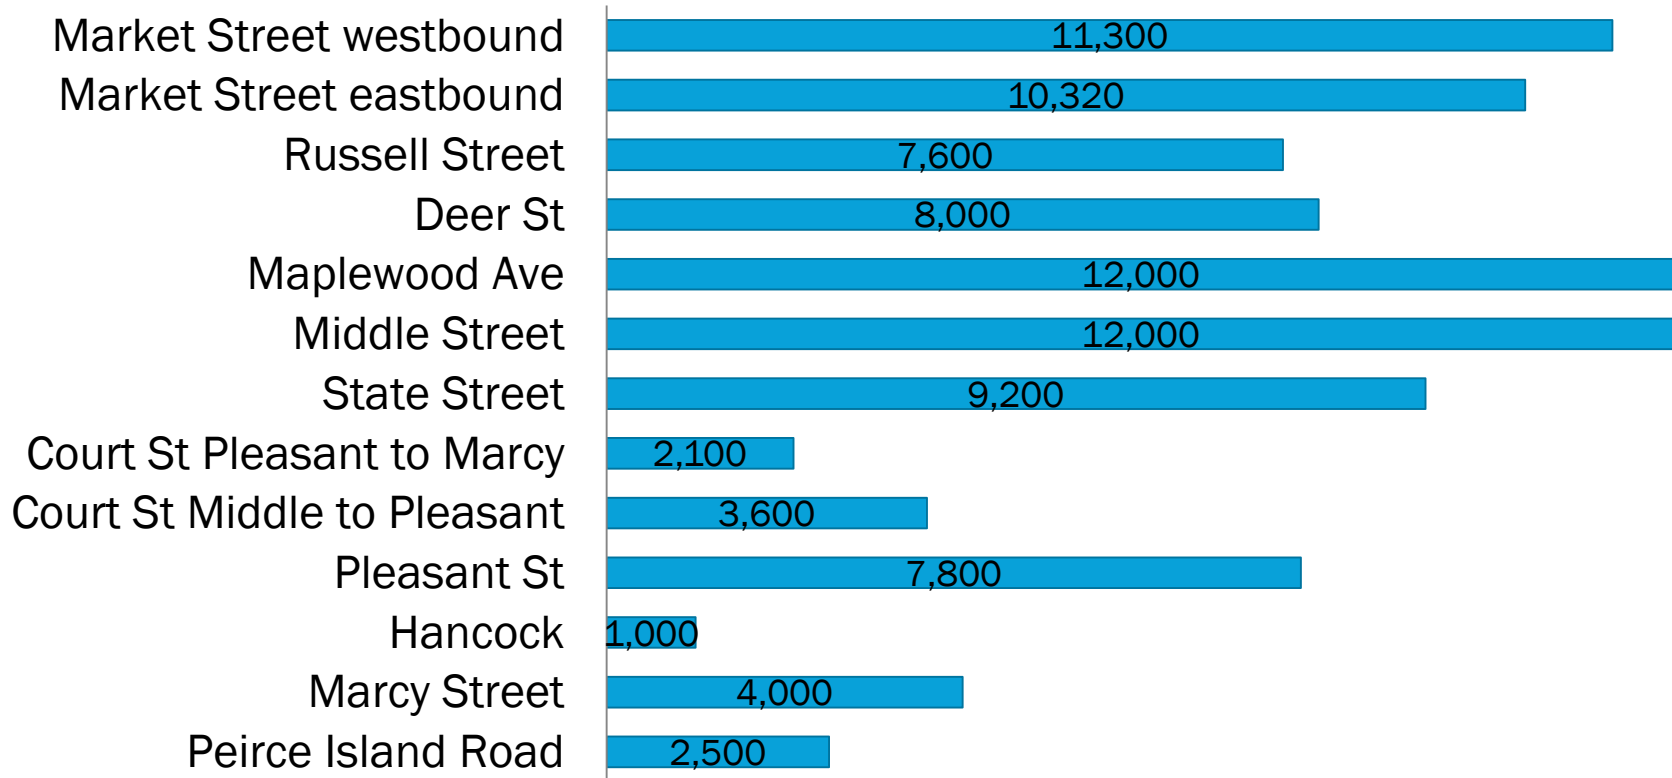 Market Street westbound 11,300
Market Street eastbound 10,320
Russell Street 7,600
Deer St 8,000
Maplewood Ave 12,000
Middle Street 12,000
State Street 9,200
Court St Pleasant to Marcy 2,100
Court St Middle to Pleasant 3,600
Pleasant St 7,800
Hancock 1,000
Marcy Street 4,000
Peirce Island Road 2,500